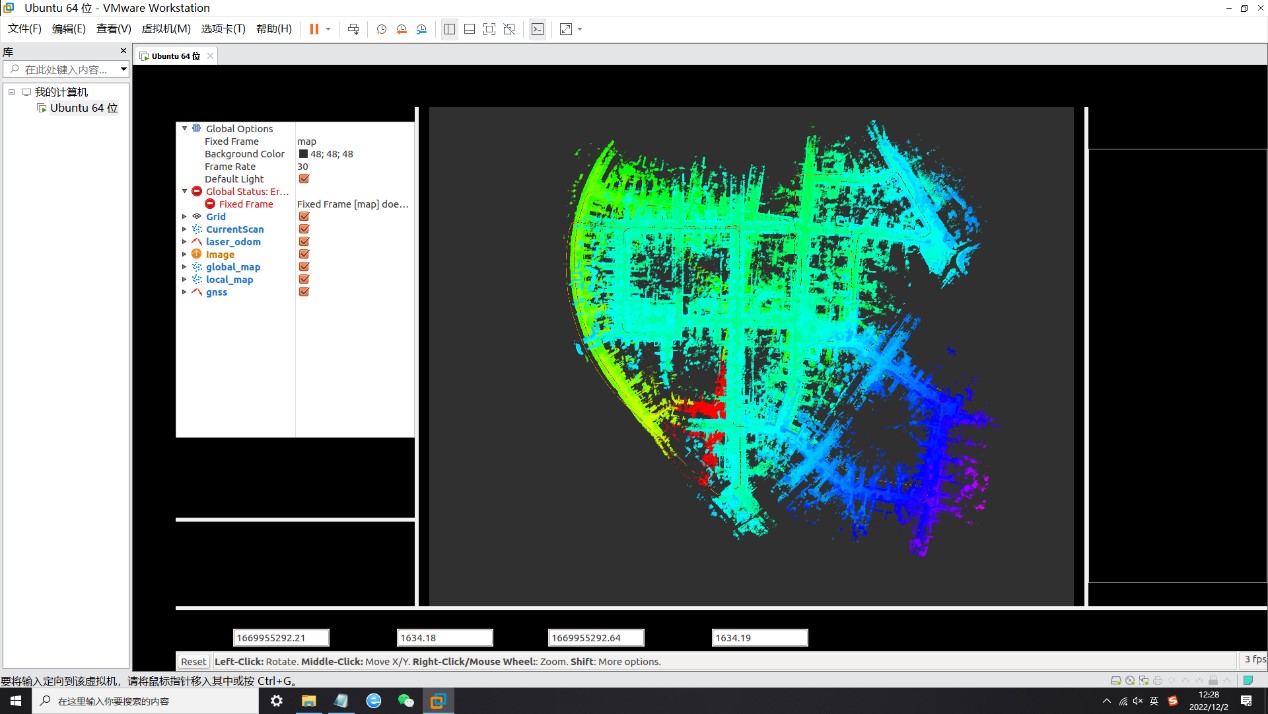 Ubuntu 64 位 - VMware Workstation
文件(F) 编辑(E) 查看(V) 虚拟机(M) 选项卡(T) 帮助(H)
库
Ubuntu 64 位
在此处键入内容...
我的计算机
Ubuntu 64 位
Global Options
Fixed Frame map
Background Color 48; 48; 48
Frame Rate 30
Default Light
Global Status: Er...
Fixed Frame Fixed Frame [map] doe...
Grid
CurrentScan
laser_odom
Image
global_map
local_map
gnss
1669955292.21 1634.18 1669955292.64 1634.19
Reset Left-Click: Rotate. Middle-Click: Move X/Y. Right-Click/Mouse Wheel:: Zoom. Shift: More options. 3 fps
要将输入定向到该虚拟机，请将鼠标指针移入其中或按 Ctrl+G。
在这里输入你要搜索的内容
英
12:28
2022/12/2